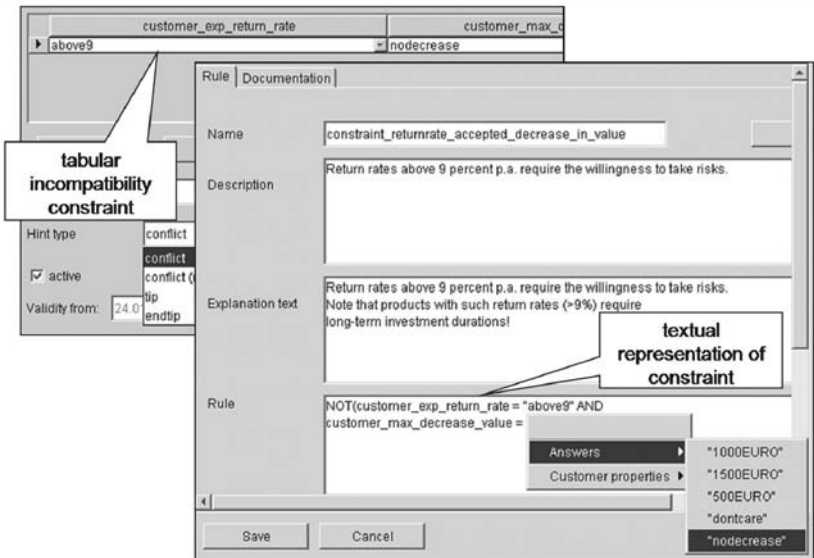 customer_exp_return_rate
customer_max_d
above9
nodecrease
tabular
incompatibility
constraint
Hint type
conflict
conflict
conflict (
tip
endtip
active
Validity from:
24.0
Rule
Documentation
Name
constraint_returnrate_accepted_decrease_in_value
Description
Return rates above 9 percent p.a. require the willingness to take risks.
Explanation text
Return rates above 9 percent p.a. require the willingness to take risks.
Note that products with such return rates (>9%) require
long-term investment durations!
textual
representation of
constraint
Rule
NOT(customer_exp_return_rate = "above9" AND
customer_max_decrease_value =
Answers
Customer properties
"1000EURO"
"1500EURO"
"500EURO"
"dontcare"
"nodecrease"
Save
Cancel